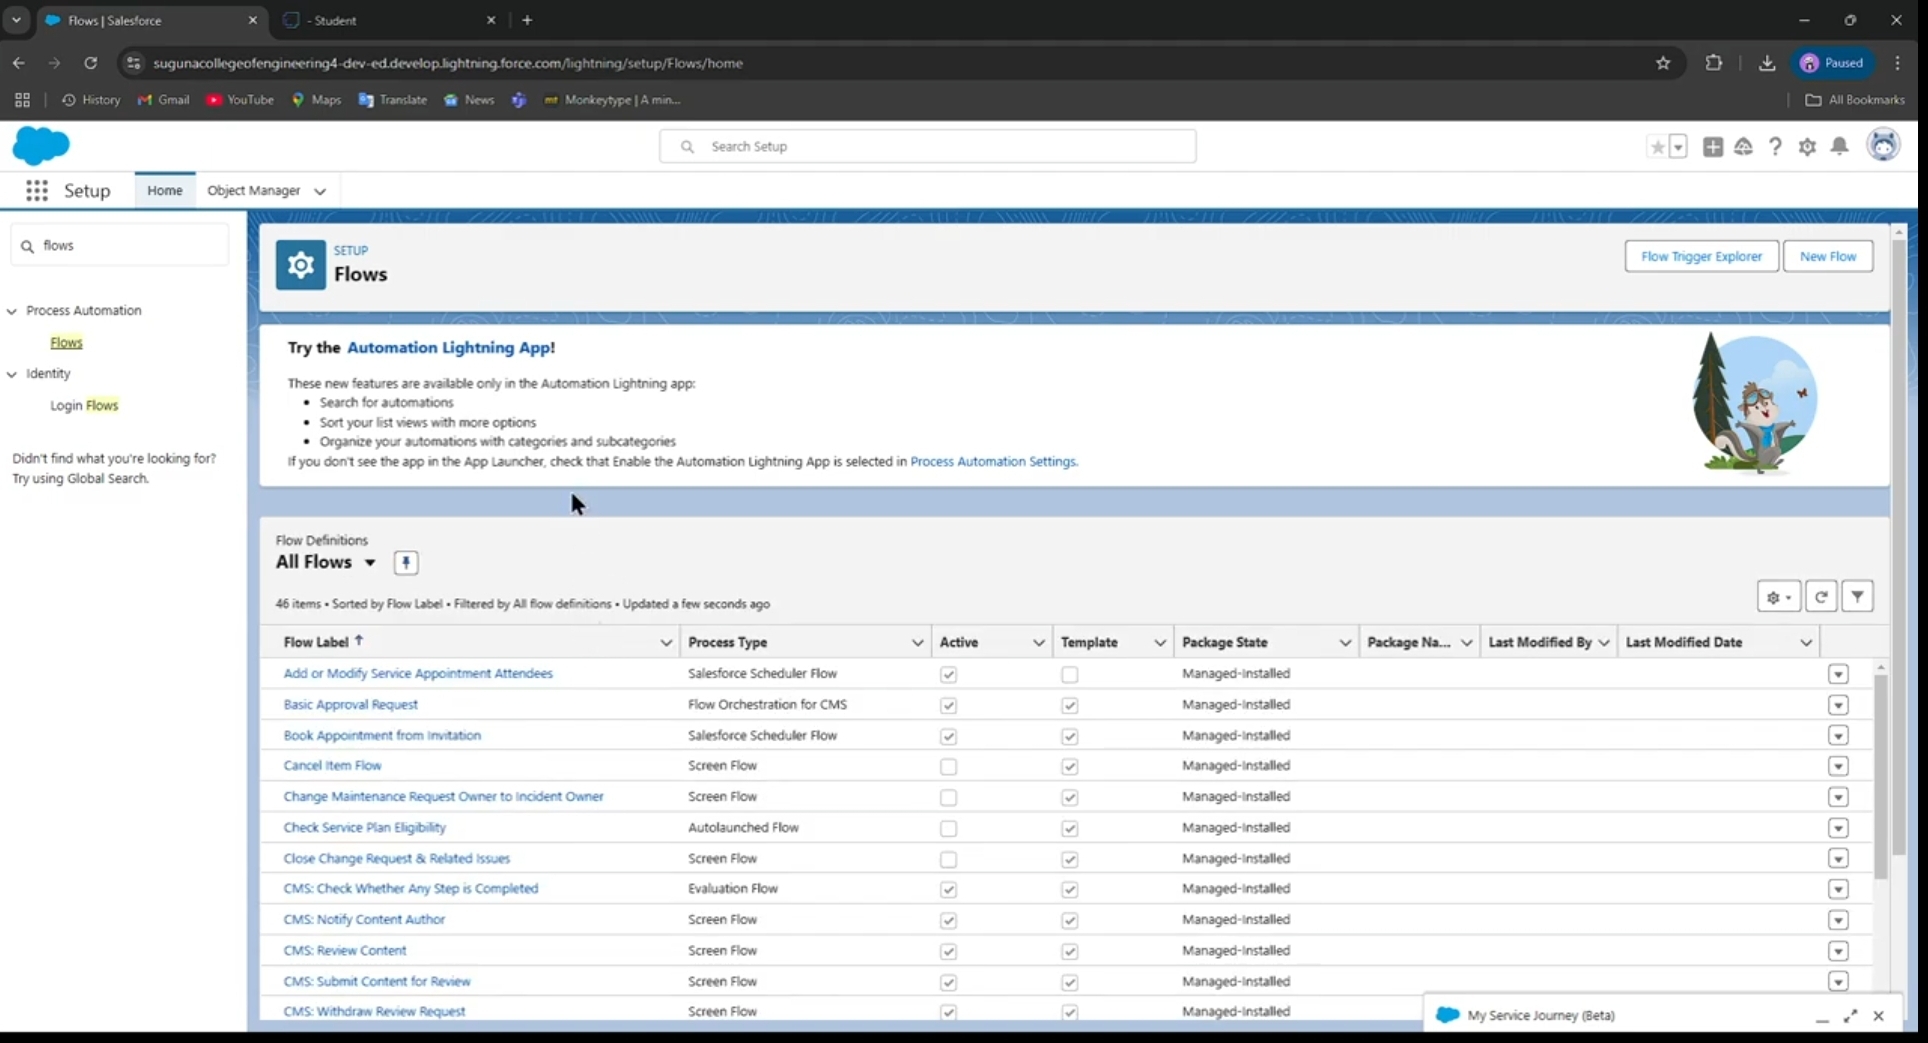 Flows | Salesforce
- Student
sugunacollegeofengineering4-dev-ed.develop.lightning.force.com/lightning/setup/Flows/home
Paused
History
Gmail
YouTube
Maps
Translate
News
Monkeytype | A min...
All Bookmarks
Search Setup
Setup
Home
Object Manager
flows
Process Automation
Flows
Identity
Login Flows
Didn't find what you're looking for?
Try using Global Search.
SETUP
Flows
Flow Trigger Explorer
New Flow
Try the Automation Lightning App!
These new features are available only in the Automation Lightning app:
• Search for automations
• Sort your list views with more options
• Organize your automations with categories and subcategories
If you don't see the app in the App Launcher, check that Enable the Automation Lightning App is selected in Process Automation Settings.
Flow Definitions
All Flows
46 items • Sorted by Flow Label • Filtered by All flow definitions • Updated a few seconds ago
Flow Label ↑ Process Type Active Template Package State Package Na... Last Modified By Last Modified Date
Add or Modify Service Appointment Attendees Salesforce Scheduler Flow Managed-Installed
Basic Approval Request Flow Orchestration for CMS Managed-Installed
Book Appointment from Invitation Salesforce Scheduler Flow Managed-Installed
Cancel Item Flow Screen Flow Managed-Installed
Change Maintenance Request Owner to Incident Owner Screen Flow Managed-Installed
Check Service Plan Eligibility Autolaunched Flow Managed-Installed
Close Change Request & Related Issues Screen Flow Managed-Installed
CMS: Check Whether Any Step is Completed Evaluation Flow Managed-Installed
CMS: Notify Content Author Screen Flow Managed-Installed
CMS: Review Content Screen Flow Managed-Installed
CMS: Submit Content for Review Screen Flow Managed-Installed
CMS: Withdraw Review Request Screen Flow Managed-Installed
My Service Journey (Beta)